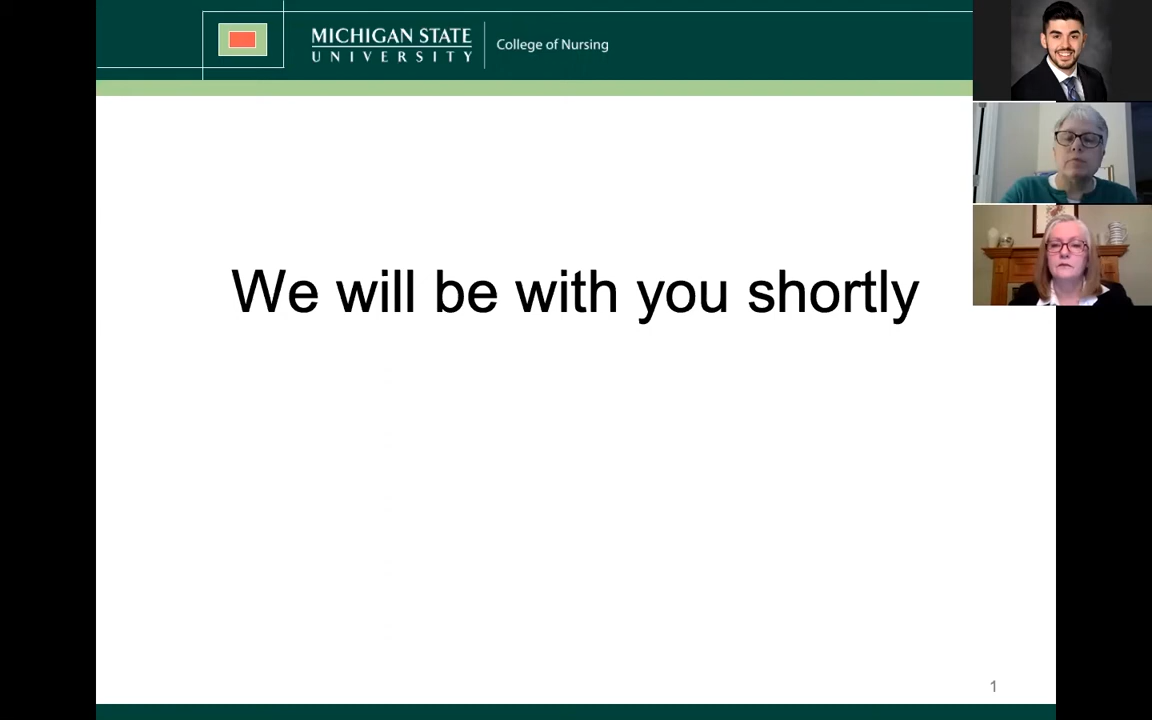 MICHIGAN STATE
UNIVERSITY
College of Nursing
We will be with you shortly
1